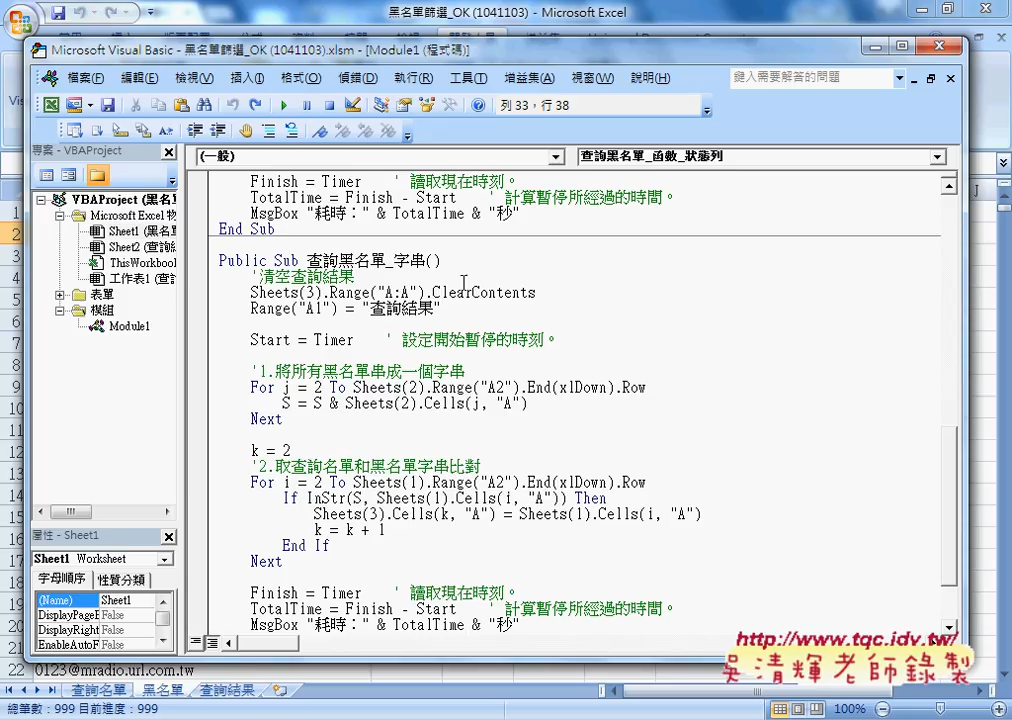 黑名單篩選_OK (1041103) - Microsoft Excel
Microsoft Visual Basic - 黑名單篩選_OK (1041103).xlsm - [Module1 (程式碼)]
檔案(F) 編輯(E) 檢視(V) 插入(I) 格式(O) 偵錯(D) 執行(R) 工具(T) 增益集(A) 視窗(W) 說明(H) 鍵入需要解答的問題
列 33，行 38
專案 - VBAProject
(一般) 查詢黑名單_函數_狀態列
VBAProject (黑名
Microsoft Excel 物
Sheet1 (黑名
Sheet2 (查詢
ThisWorkbook
工作表1 (查詢
表單
模組
Module1
屬性 - Sheet1
Sheet1 Worksheet
字母順序 性質分類
(Name) Sheet1
DisplayPageB False
DisplayRight False
EnableAutoF False
Finish = Timer ' 讀取現在時刻。
TotalTime = Finish - Start ' 計算暫停所經過的時間。
MsgBox "耗時：" & TotalTime & "秒"
End Sub
Public Sub 查詢黑名單_字串()
'清空查詢結果
Sheets(3).Range("A:A").ClearContents
Range("A1") = "查詢結果"
Start = Timer ' 設定開始暫停的時刻。
'1.將所有黑名單串成一個字串
For j = 2 To Sheets(2).Range("A2").End(xlDown).Row
S = S & Sheets(2).Cells(j, "A")
Next
k = 2
'2.取查詢名單和黑名單字串比對
For i = 2 To Sheets(1).Range("A2").End(xlDown).Row
If InStr(S, Sheets(1).Cells(i, "A")) Then
Sheets(3).Cells(k, "A") = Sheets(1).Cells(i, "A")
k = k + 1
End If
Next
Finish = Timer ' 讀取現在時刻。
TotalTime = Finish - Start ' 計算暫停所經過的時間。
MsgBox "耗時：" & TotalTime & "秒"
http://www.tqc.idv.tw/
吳清輝老師錄製
22 0123@mradio.url.com.tw
查詢名單 黑名單 查詢結果
總筆數：999 目前進度：999 100%